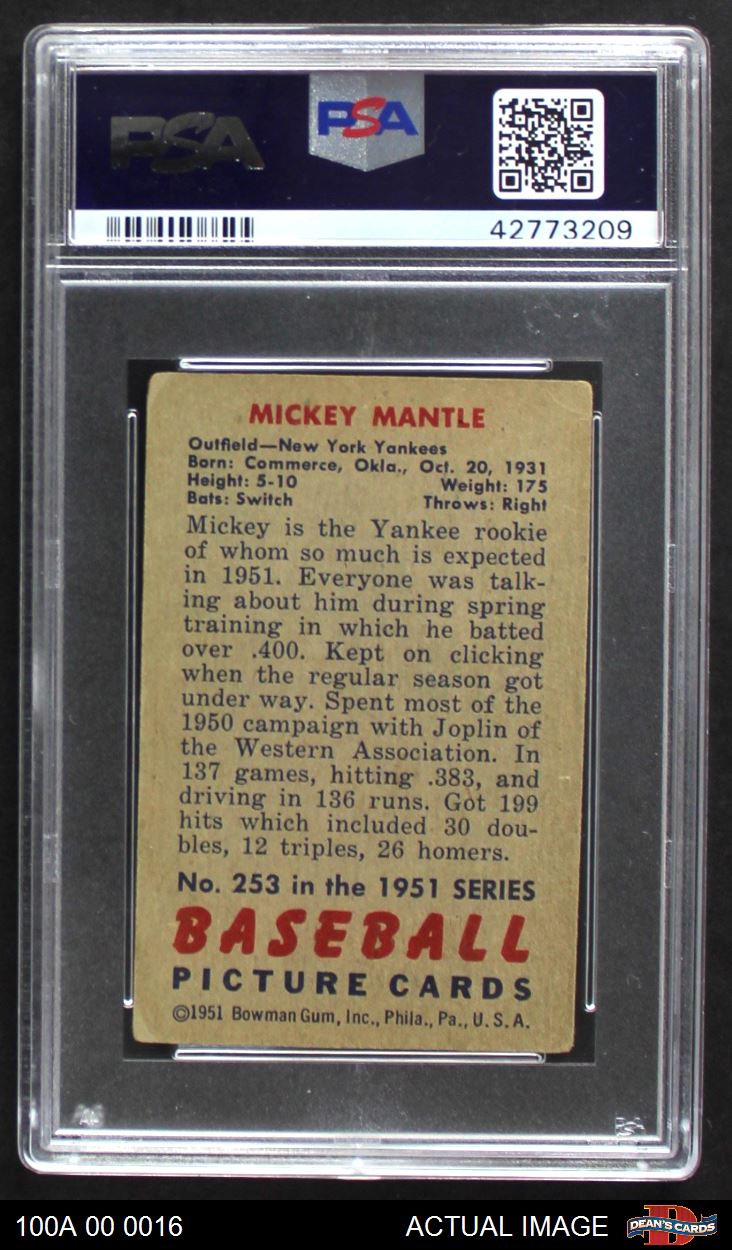 PSA
PSA
42773209
MICKEY MANTLE
Outfield—New York Yankees
Born: Commerce, Okla., Oct. 20, 1931
Height: 5-10 Weight: 175
Bats: Switch Throws: Right
Mickey is the Yankee rookie
of whom so much is expected
in 1951. Everyone was talk-
ing about him during spring
training in which he batted
over .400. Kept on clicking
when the regular season got
under way. Spent most of the
1950 campaign with Joplin of
the Western Association. In
137 games, hitting .383, and
driving in 136 runs. Got 199
hits which included 30 dou-
bles, 12 triples, 26 homers.
No. 253 in the 1951 SERIES
BASEBALL
PICTURE CARDS
©1951 Bowman Gum, Inc., Phila., Pa., U. S. A.
100A 00 0016 ACTUAL IMAGE DEAN'S CARDS